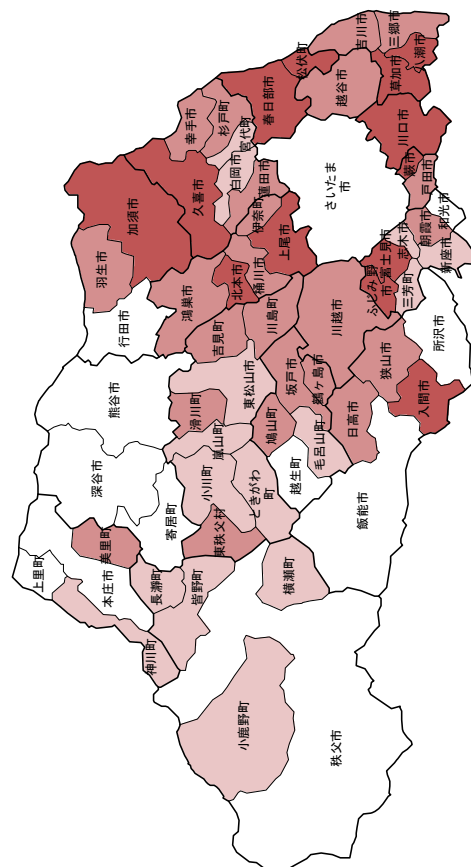 吉川市
三郷市
八潮市
松伏町
草加市
越谷市
春日部市
川口市
杉戸町
幸手市
宮代町
白岡市
蓮田市
さいたま
市
蕨市
戸田市
和光市
久喜市
加須市
伊奈町
上尾市
朝霞市
志木市
新座市
羽生市
桶川市
北本市
鴻巣市
富士見市
ふじみ野
市
三芳町
行田市
川島町
川越市
所沢市
吉見町
狭山市
東松山市
坂戸市
鶴ヶ島市
入間市
熊谷市
滑川町
鳩山町
日高市
嵐山町
毛呂山町
小川町
越生町
深谷市
ときがわ
町
飯能市
寄居町
東秩父村
美里町
上里町
本庄市
長瀞町
皆野町
横瀬町
神川町
小鹿野町
秩父市